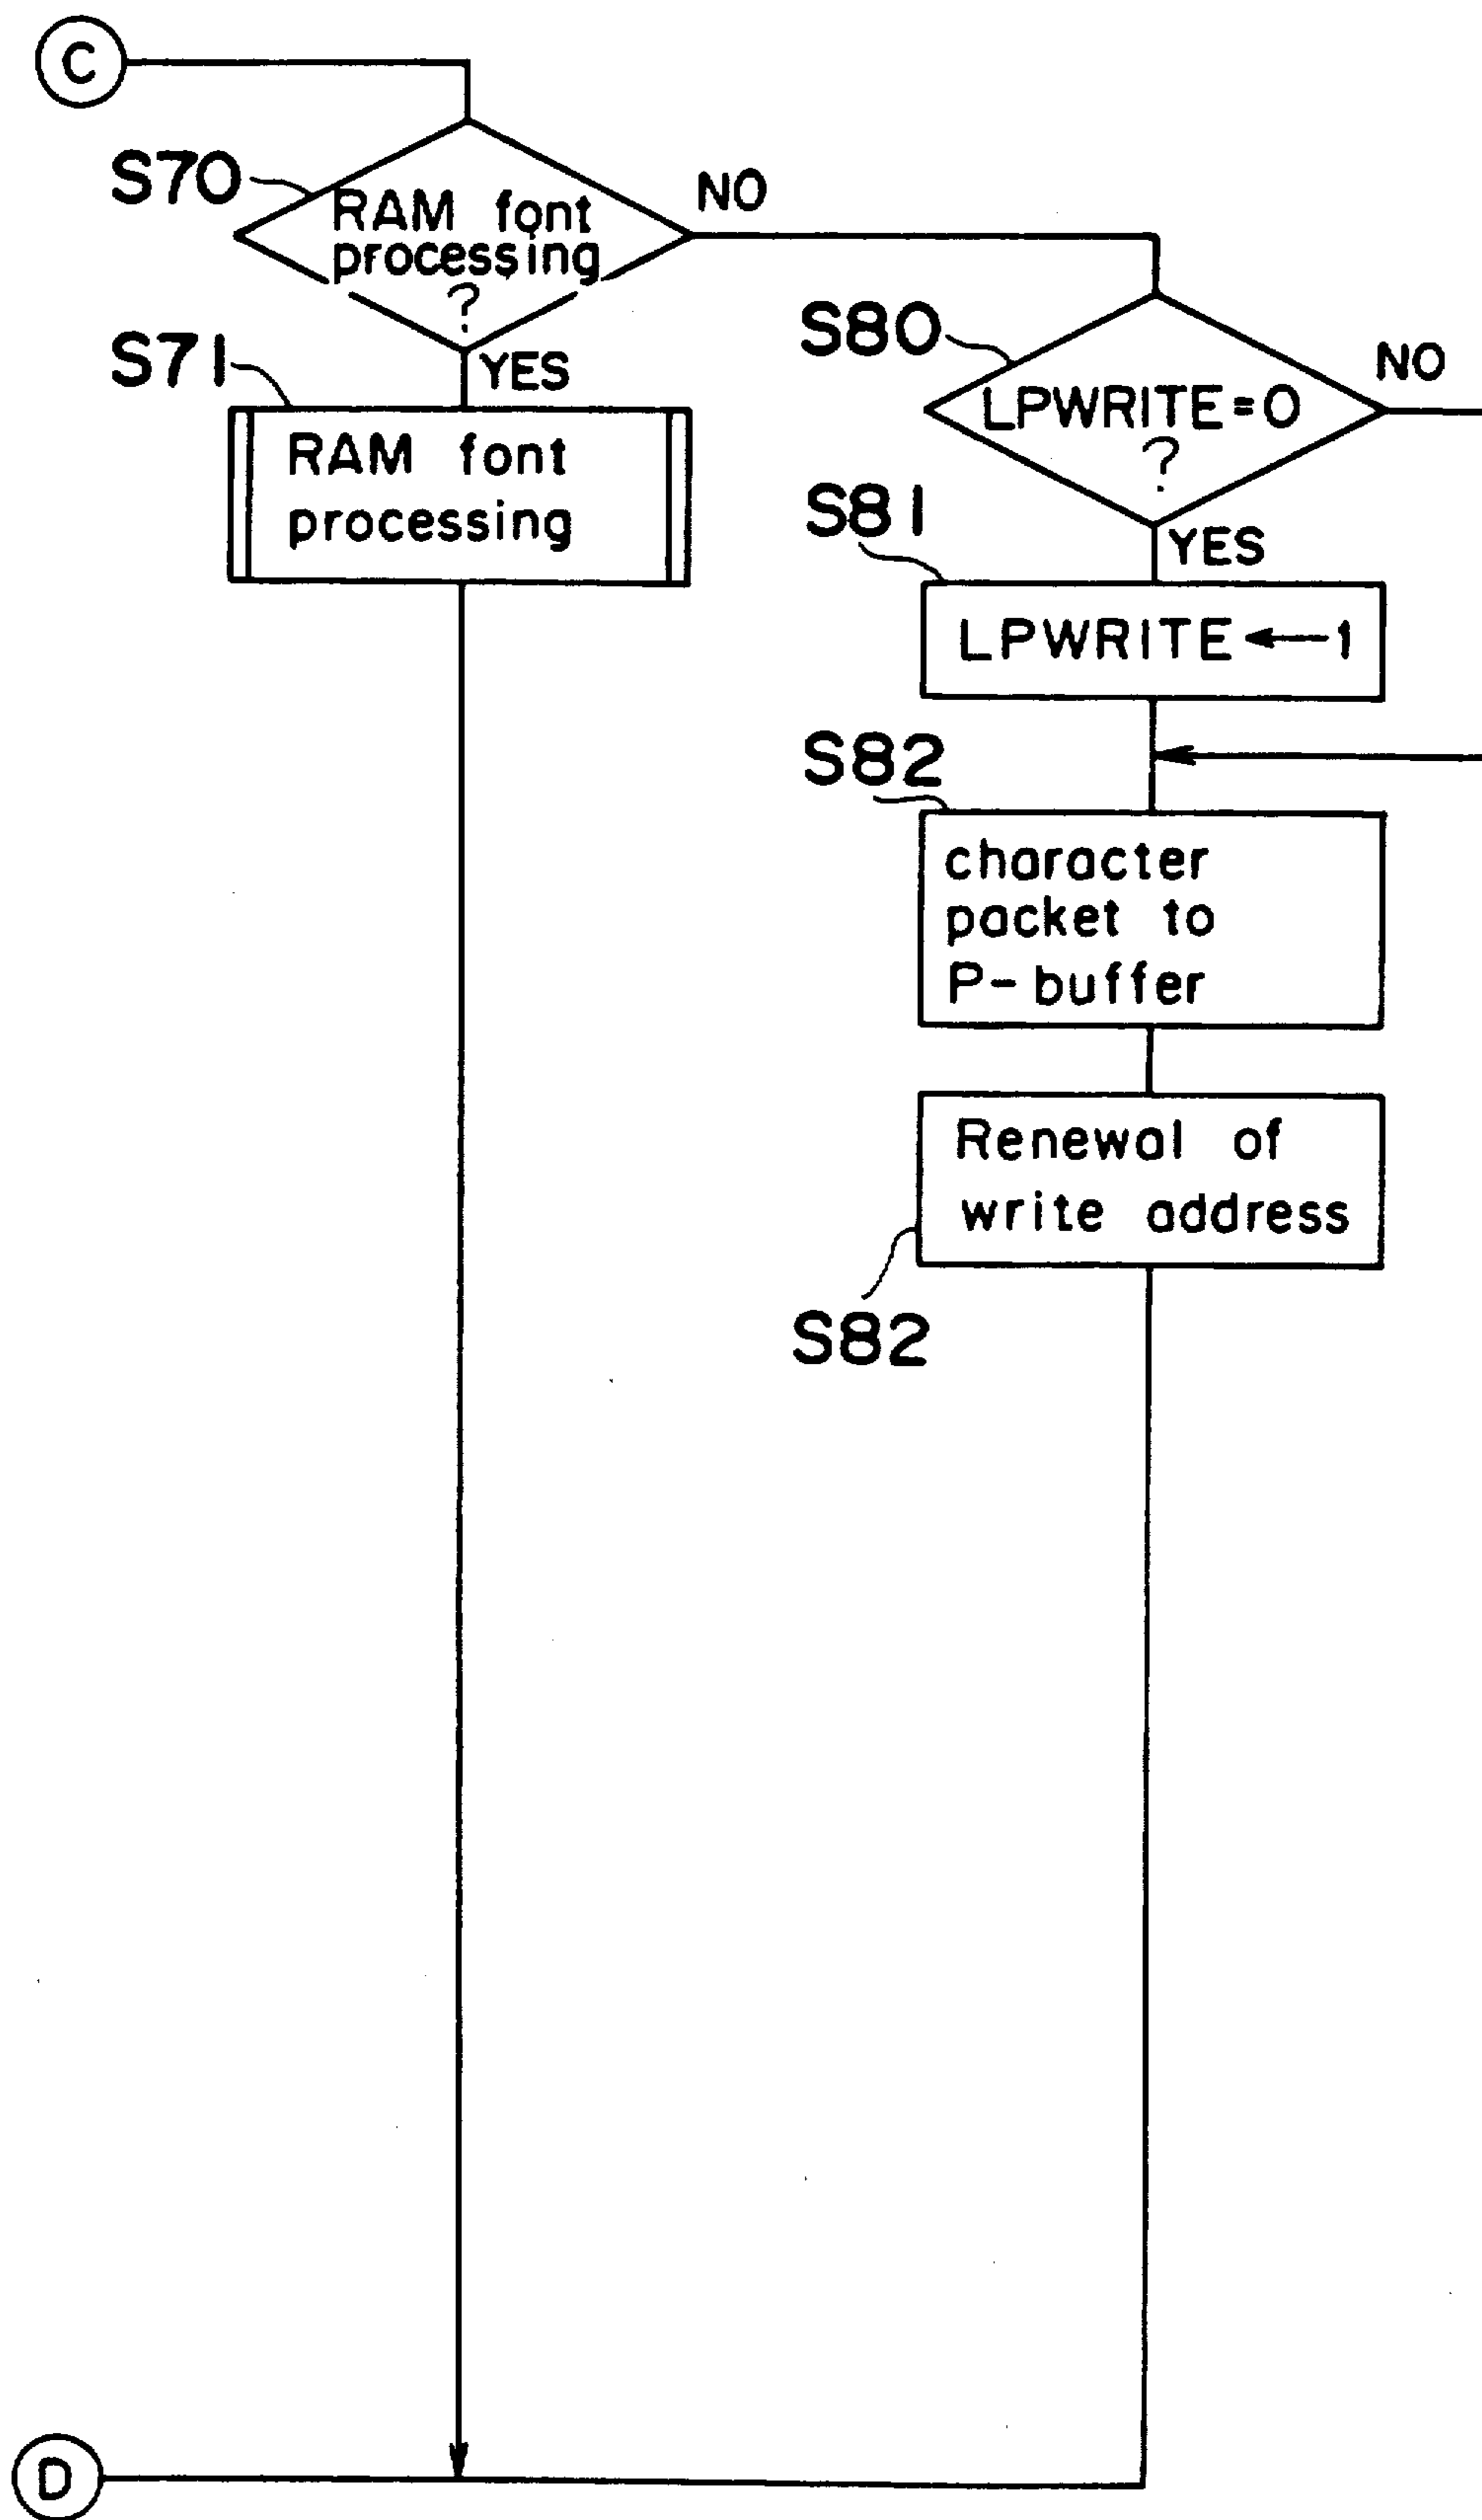 C
S70
RAM font
processing
?
NO
YES
S71
RAM font
processing
S80
LPWRITE=0
?
NO
YES
S81
LPWRITE←1
S82
character
packet to
P-buffer
Renewal of
write address
S82
D